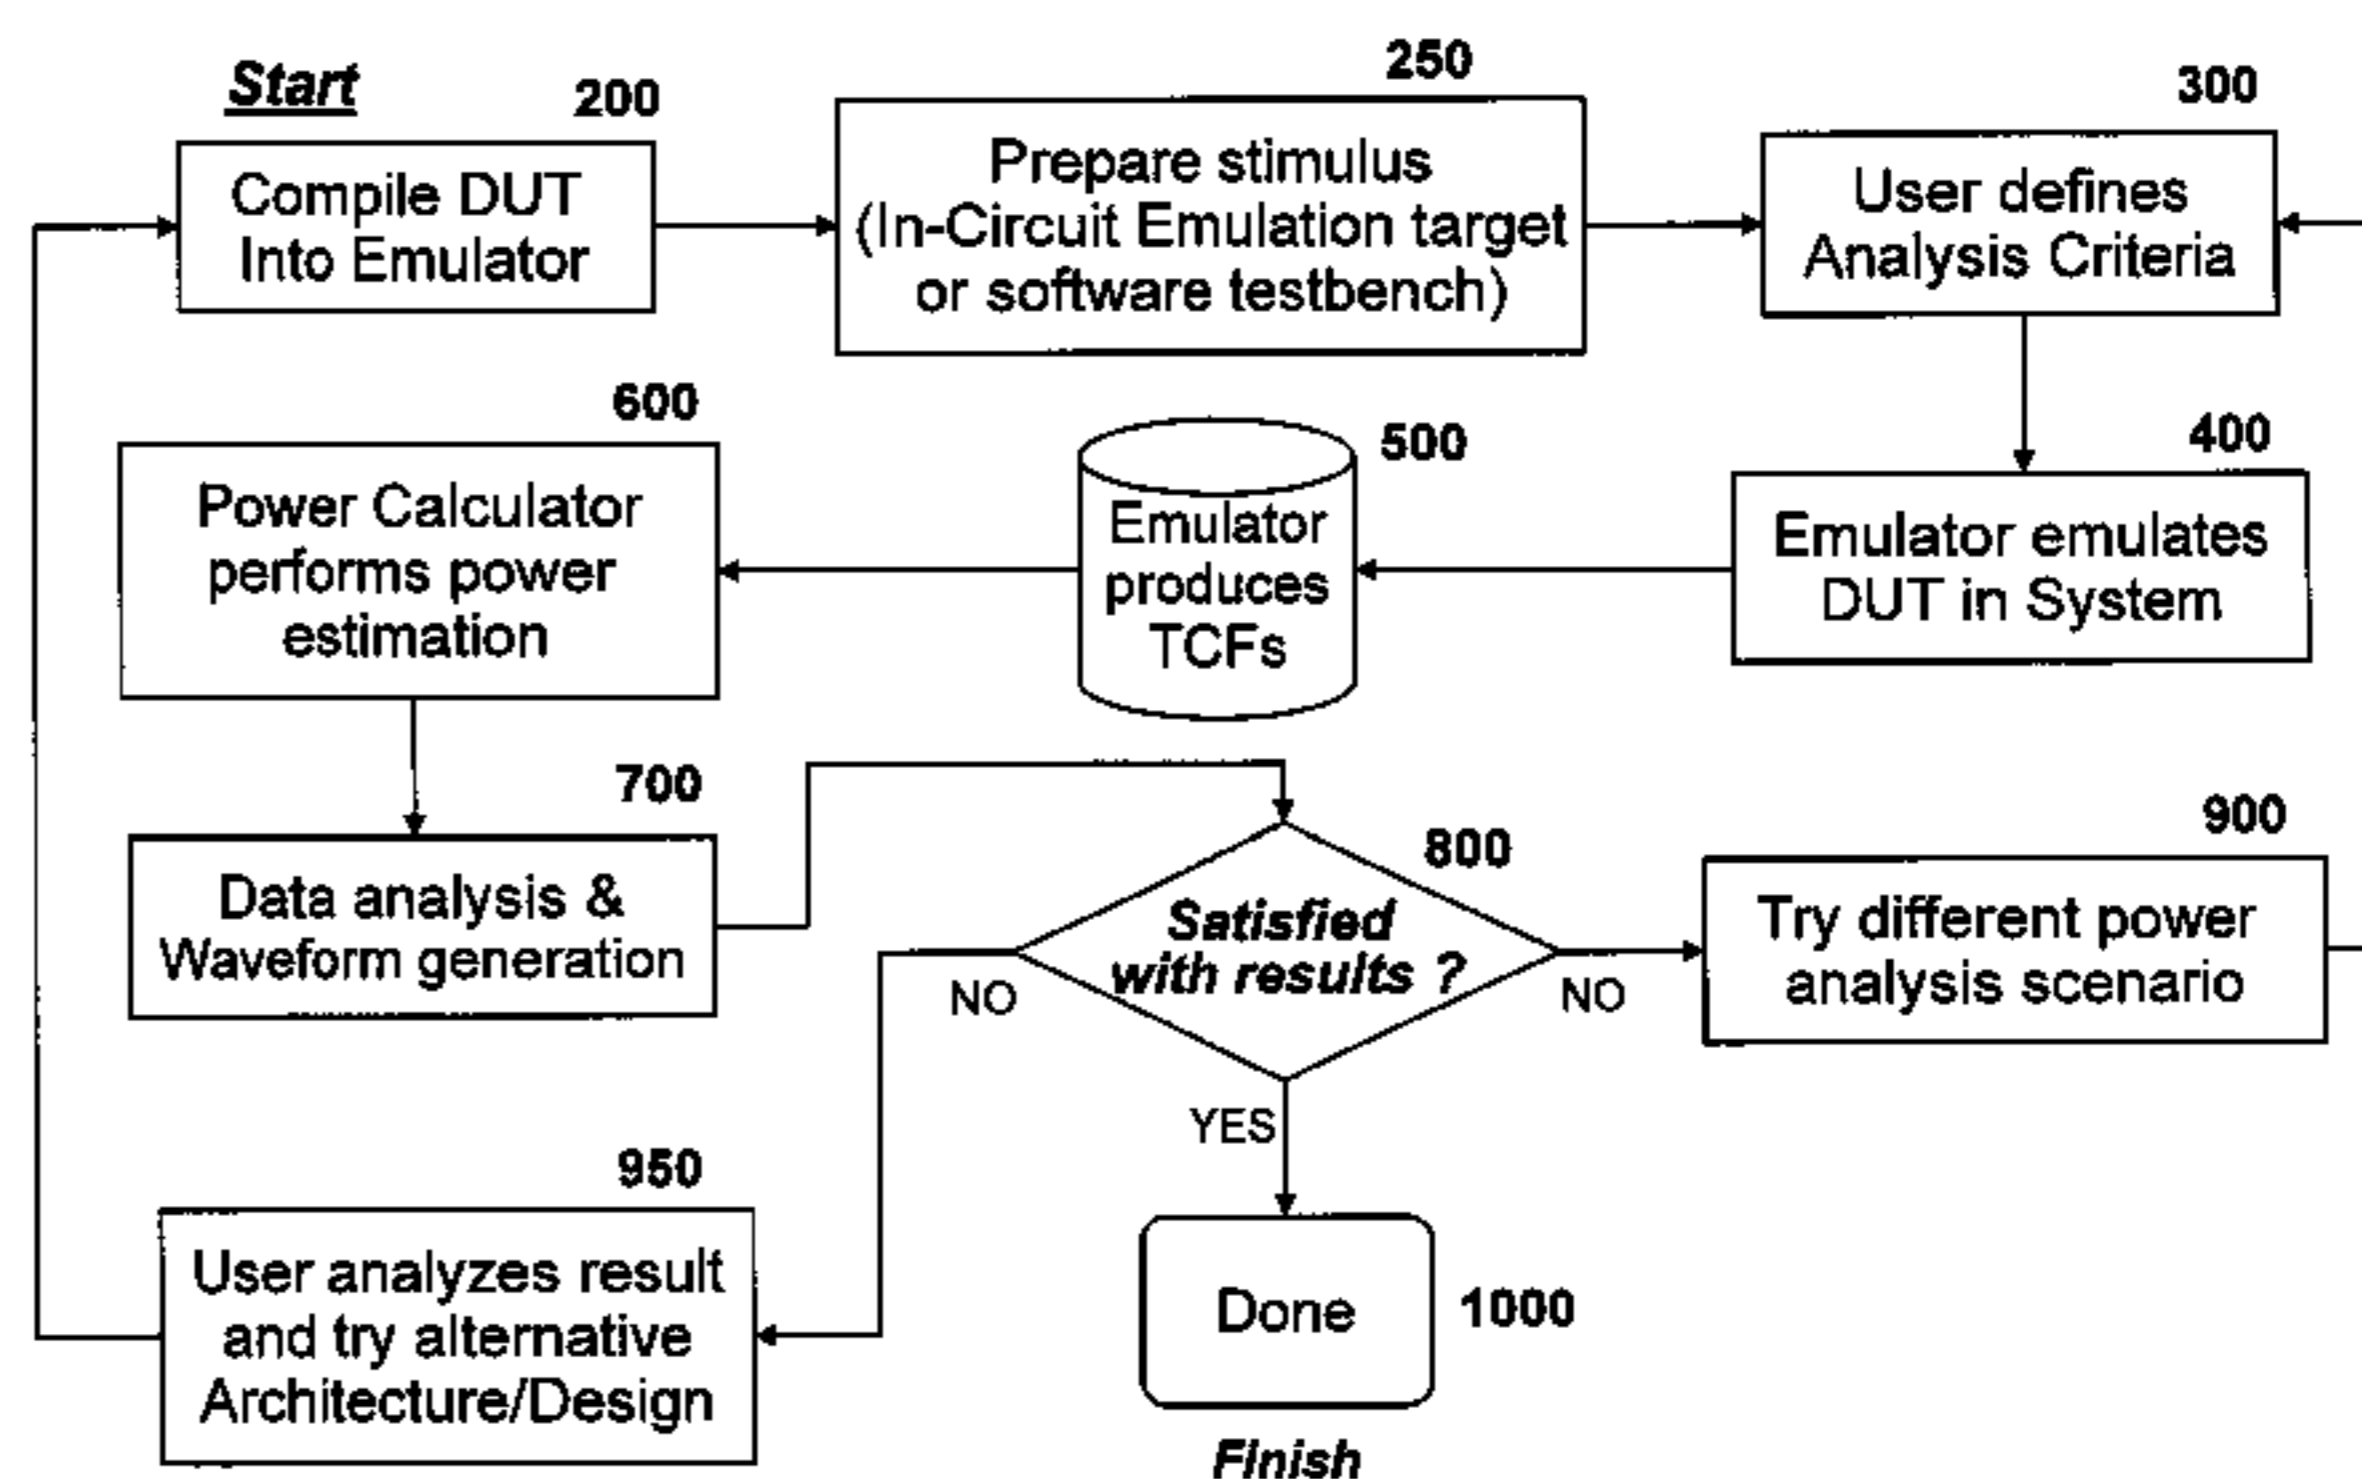 Start
200
Compile DUT
Into Emulator
250
Prepare stimulus
(In-Circuit Emulation target
or software testbench)
300
User defines
Analysis Criteria
400
Emulator emulates
DUT in System
500
Emulator
produces
TCFs
600
Power Calculator
performs power
estimation
700
Data analysis &
Waveform generation
800
Satisfied
with results ?
NO
NO
YES
900
Try different power
analysis scenario
950
User analyzes result
and try alternative
Architecture/Design
Done
1000
Finish